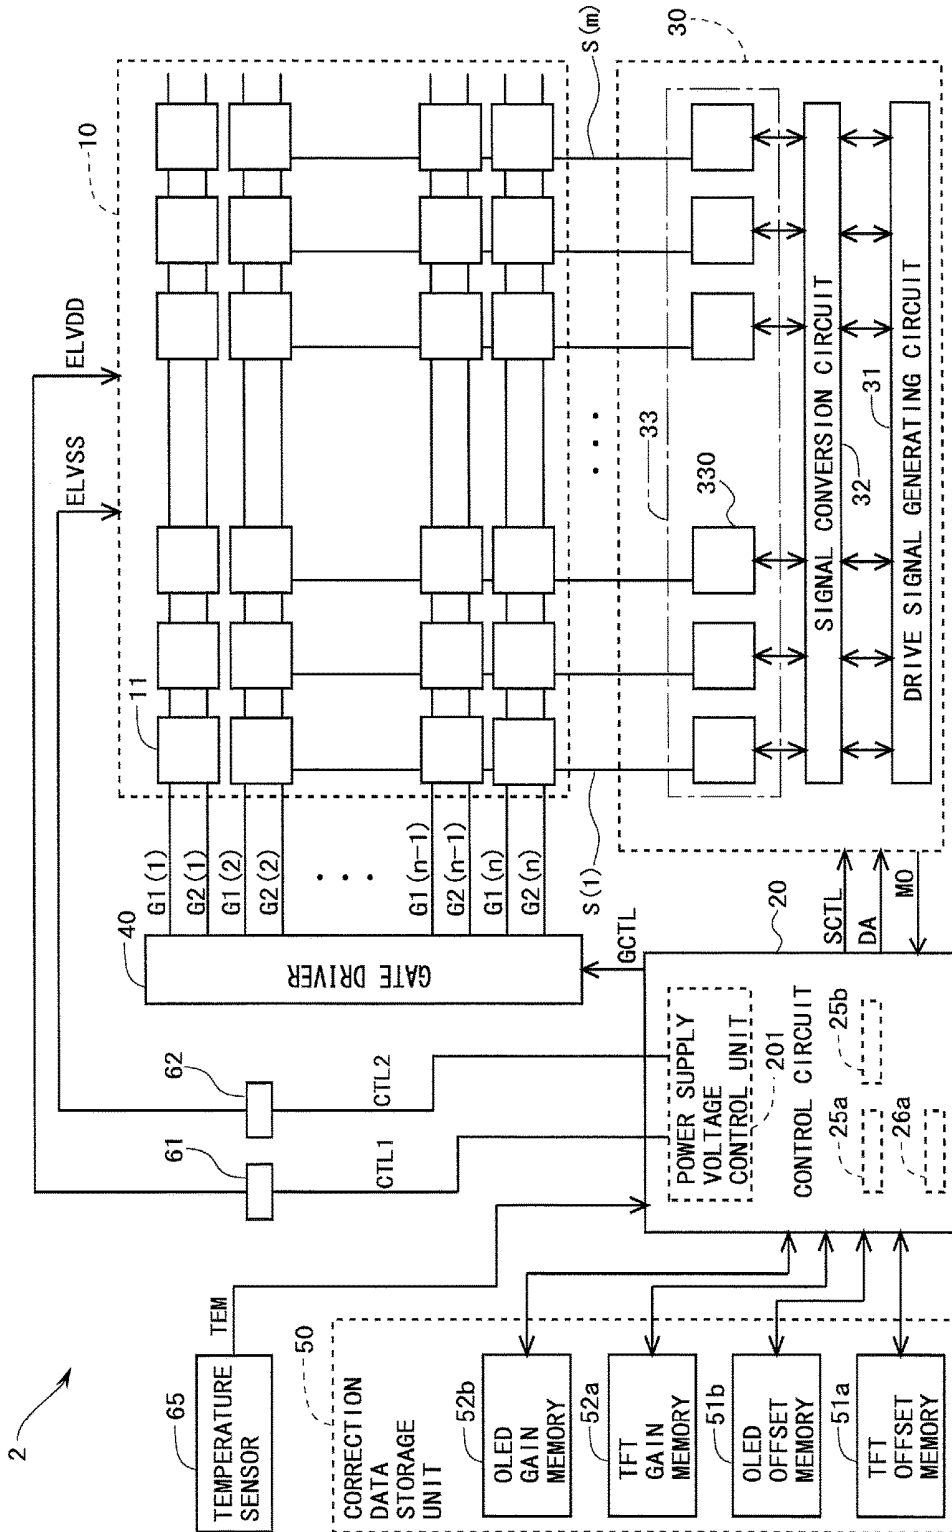 2
65
TEMPERATURE
SENSOR
TEM
50
CORRECTION
DATA
STORAGE
UNIT
52b
OLED
GAIN
MEMORY
52a
TFT
GAIN
MEMORY
51b
OLED
OFFSET
MEMORY
51a
TFT
OFFSET
MEMORY
61
62
CTL1
CTL2
ELVSS
ELVDD
40
GATE DRIVER
GCTL
G1(1)
G2(1)
G1(2)
G2(2)
G1(n-1)
G2(n-1)
G1(n)
G2(n)
10
11
S(1)
S(m)
20
POWER SUPPLY
VOLTAGE
CONTROL UNIT
201
CONTROL CIRCUIT
25a
25b
26a
SCTL
DA
MO
30
33
330
SIGNAL CONVERSION CIRCUIT
32
31
DRIVE SIGNAL GENERATING CIRCUIT